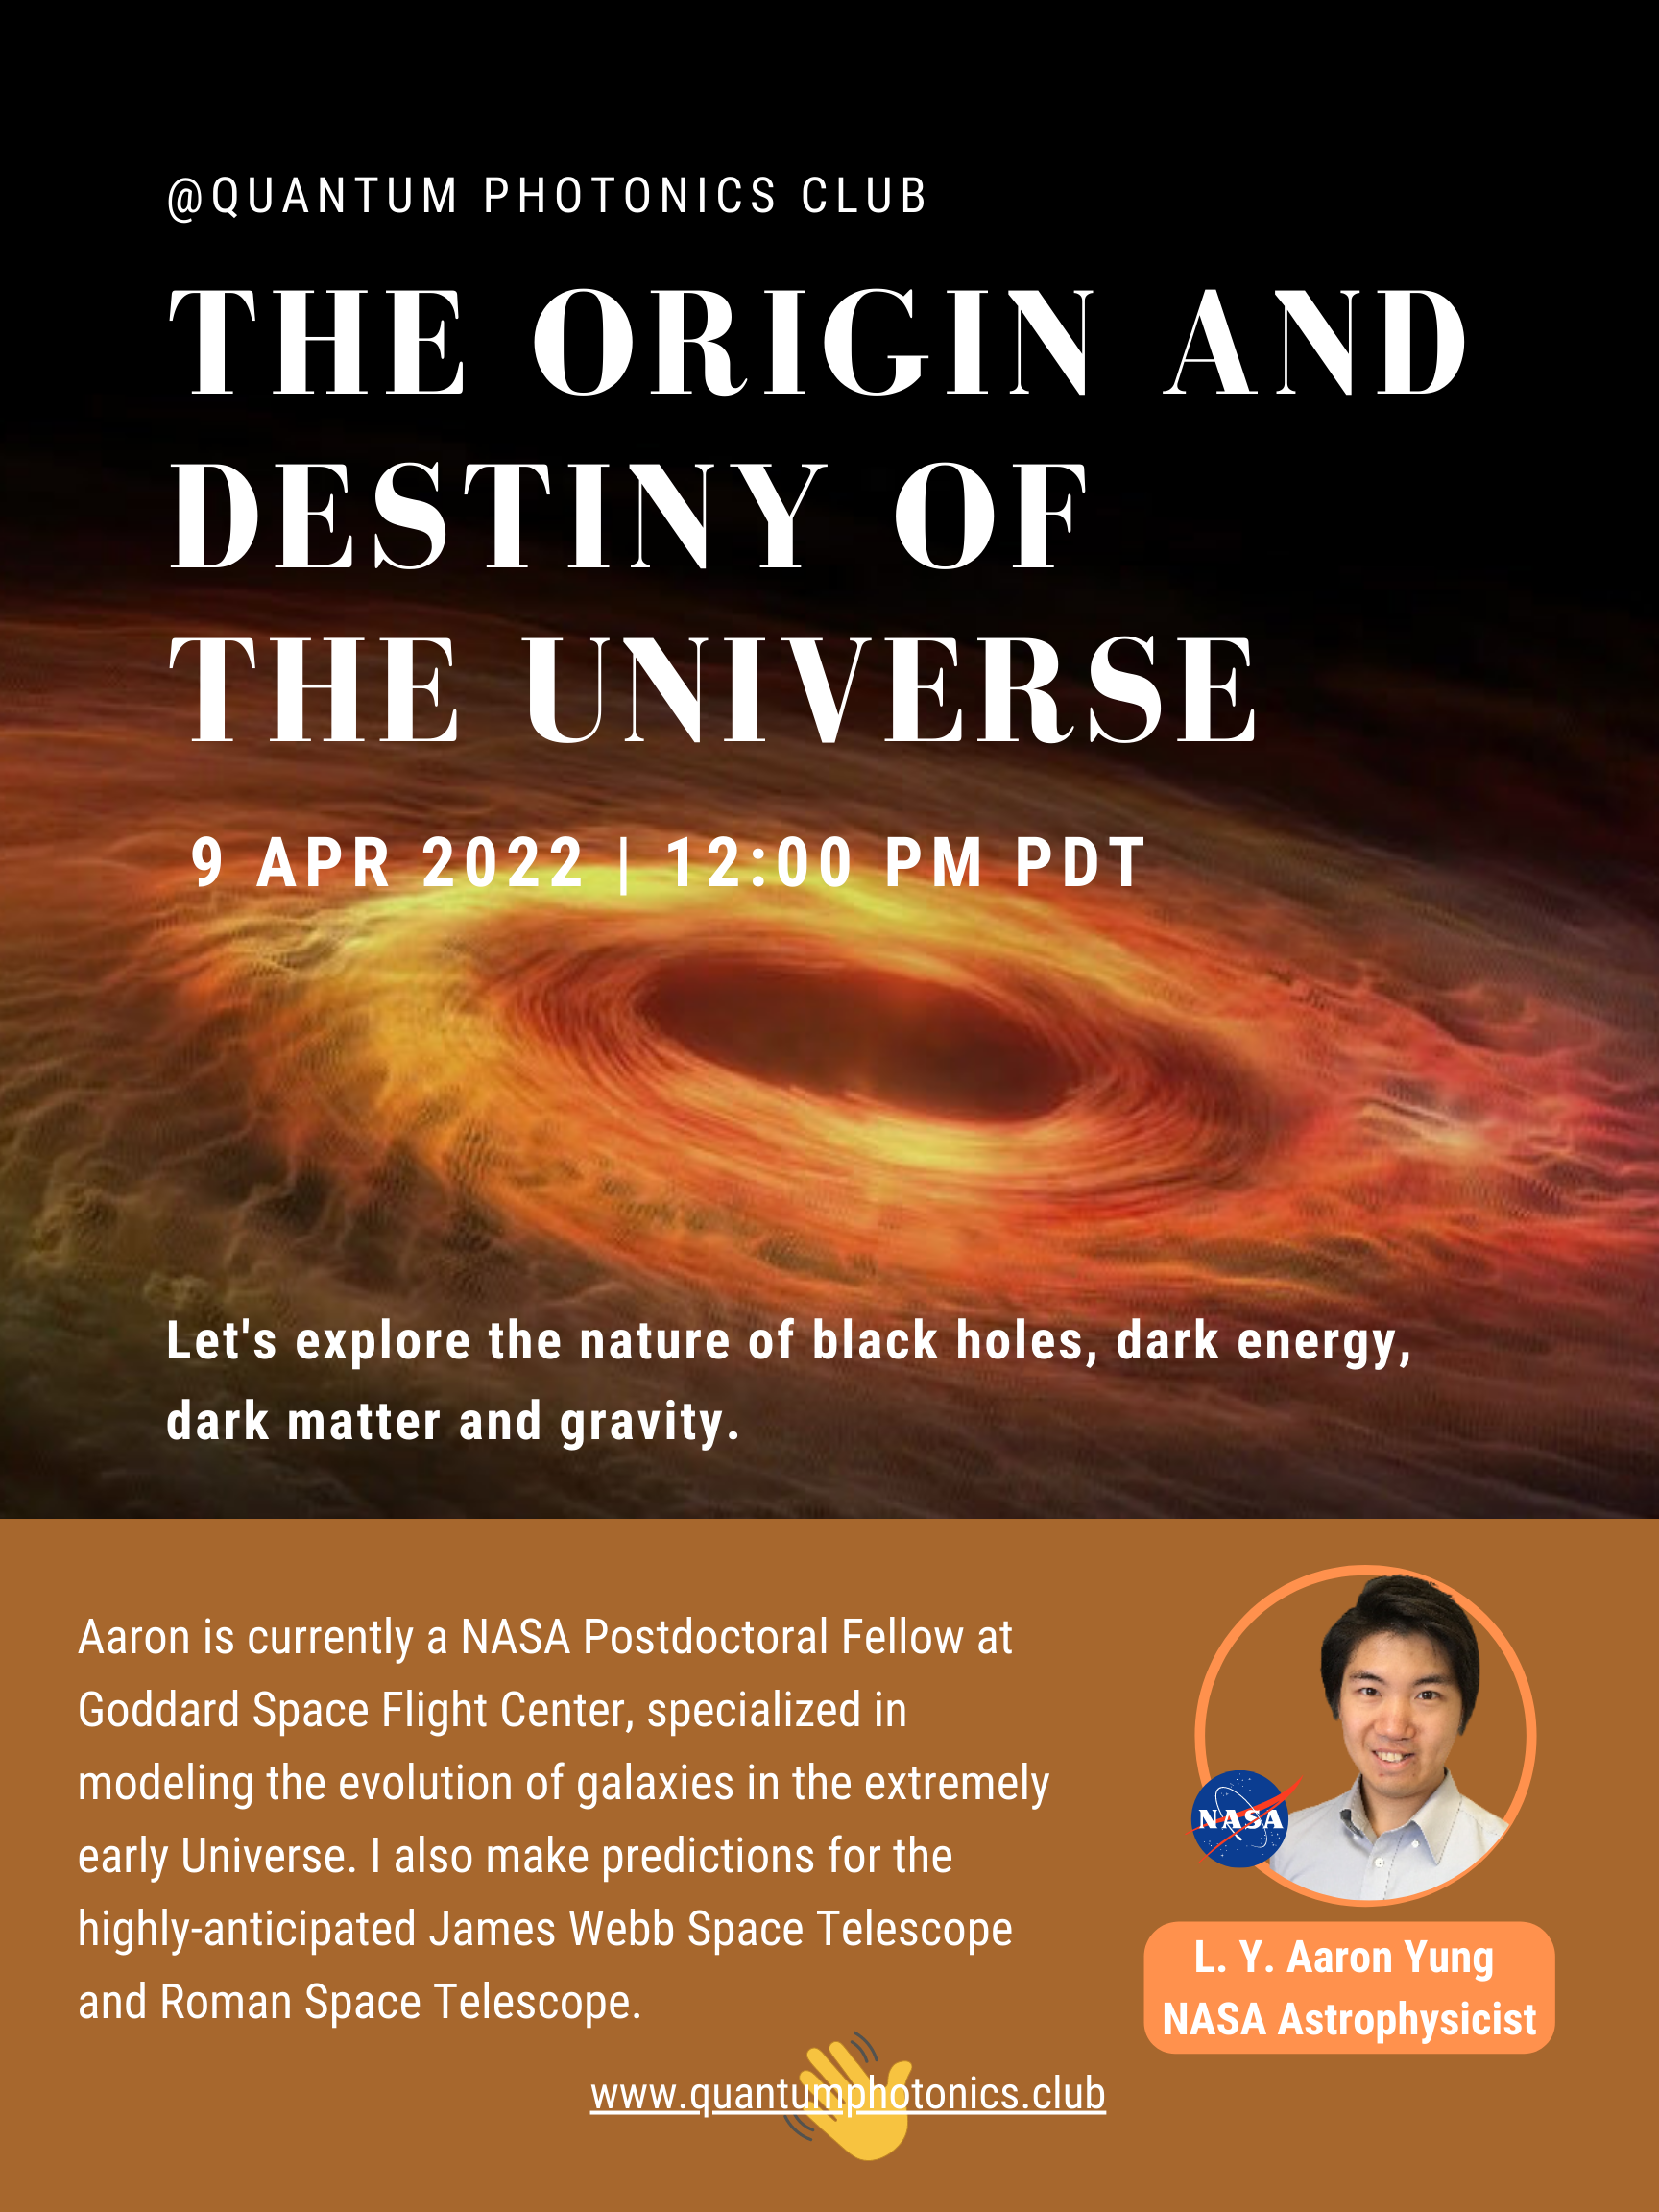 @QUANTUM PHOTONICS CLUB
THE ORIGIN AND
DESTINY OF
THE UNIVERSE
9 APR 2022 | 12:00 PM PDT
Let's explore the nature of black holes, dark energy,
dark matter and gravity.
Aaron is currently a NASA Postdoctoral Fellow at
Goddard Space Flight Center, specialized in
modeling the evolution of galaxies in the extremely
early Universe. I also make predictions for the
highly-anticipated James Webb Space Telescope
and Roman Space Telescope.
NASA
L. Y. Aaron Yung
NASA Astrophysicist
www.quantumphotonics.club